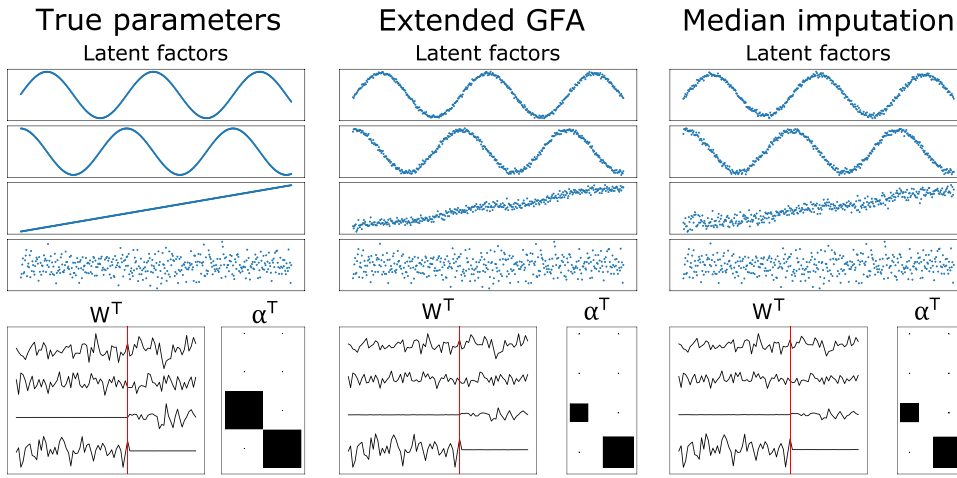 True parameters Extended GFA Median imputation
Latent factors Latent factors Latent factors
Wᵀ αᵀ Wᵀ αᵀ Wᵀ αᵀ